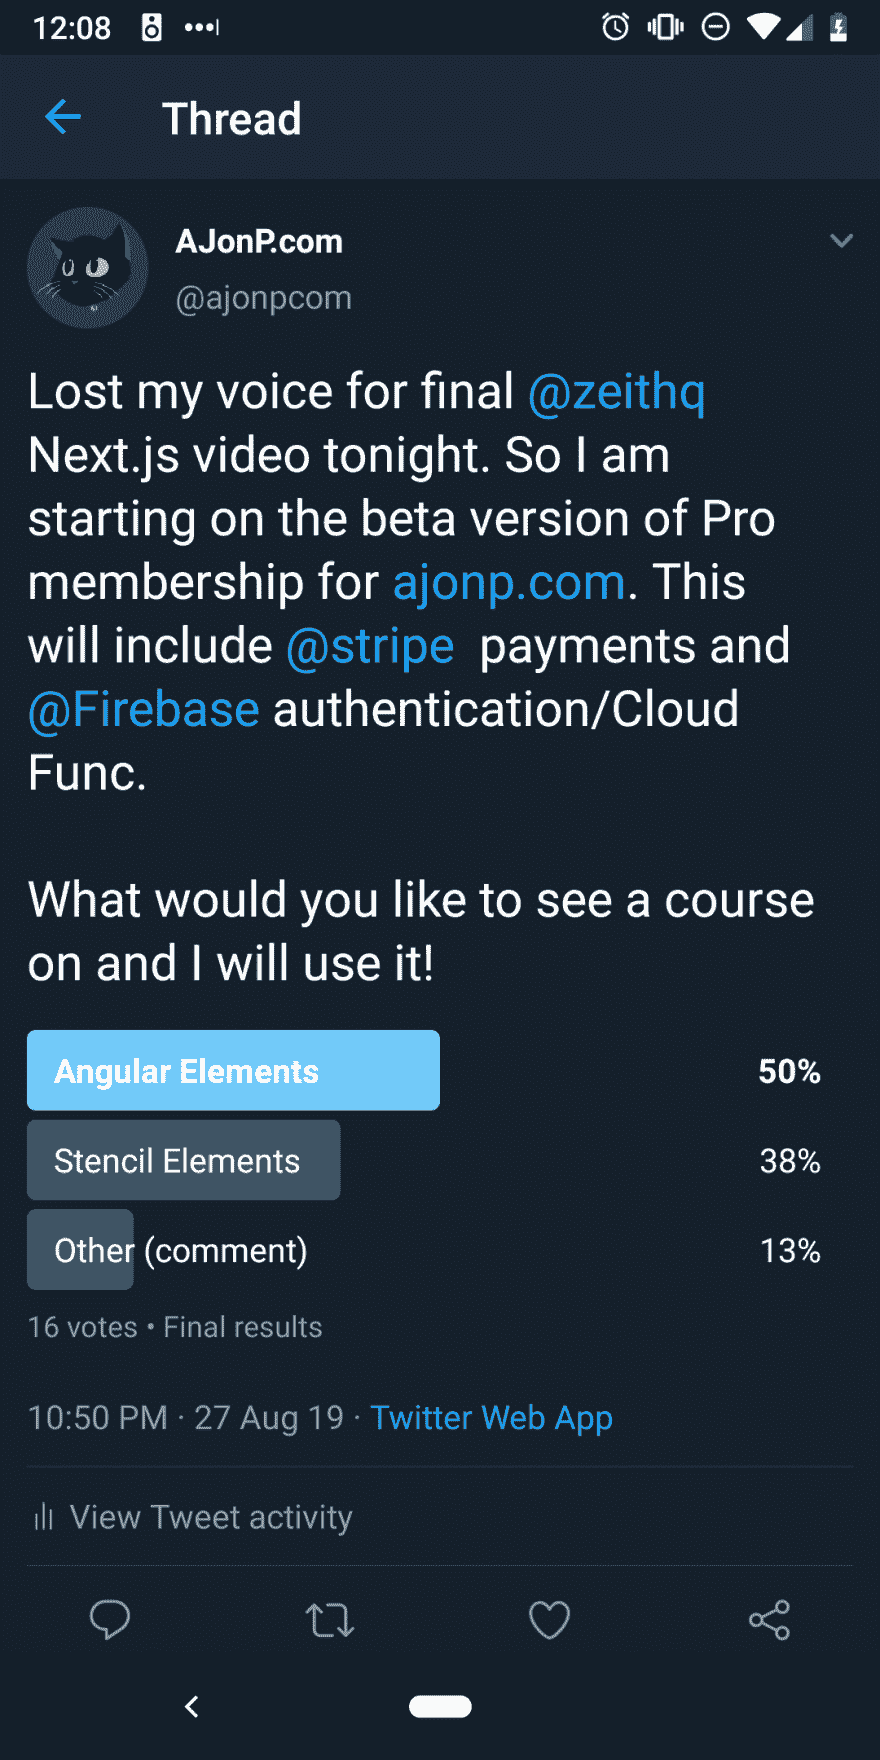 12:08
Thread
AJonP.com
@ajonpcom
Lost my voice for final @zeithq
Next.js video tonight. So I am
starting on the beta version of Pro
membership for ajonp.com. This
will include @stripe  payments and
@Firebase authentication/Cloud
Func.
What would you like to see a course
on and I will use it!
Angular Elements 50%
Stencil Elements 38%
Other (comment) 13%
16 votes • Final results
10:50 PM · 27 Aug 19 · Twitter Web App
View Tweet activity